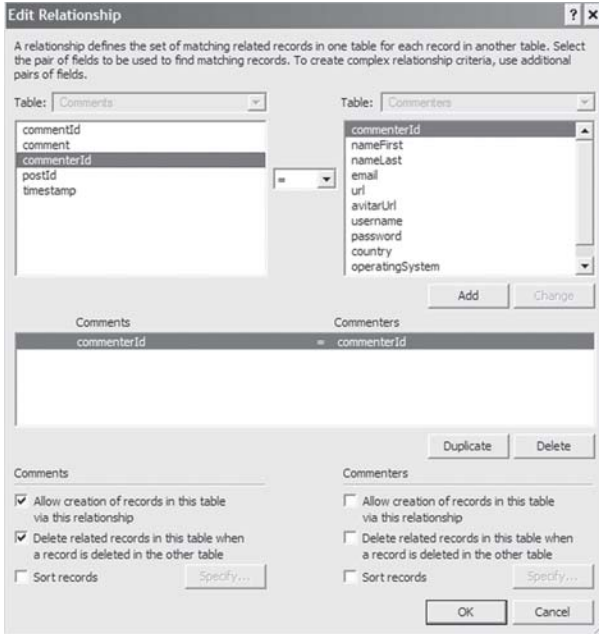 Edit Relationship
A relationship defines the set of matching related records in one table for each record in another table. Select
the pair of fields to be used to find matching records. To create complex relationship criteria, use additional
pairs of fields.
Table: Comments
Table: Commenters
commentId
comment
commenterId
postId
timestamp
=
commenterId
nameFirst
nameLast
email
url
avitarUrl
username
password
country
operatingSystem
Add
Change
Comments
Commenters
commenterId = commenterId
Duplicate
Delete
Comments
Allow creation of records in this table
via this relationship
Delete related records in this table when
a record is deleted in the other table
Sort records
Specify...
Commenters
Allow creation of records in this table
via this relationship
Delete related records in this table when
a record is deleted in the other table
Sort records
Specify...
OK
Cancel